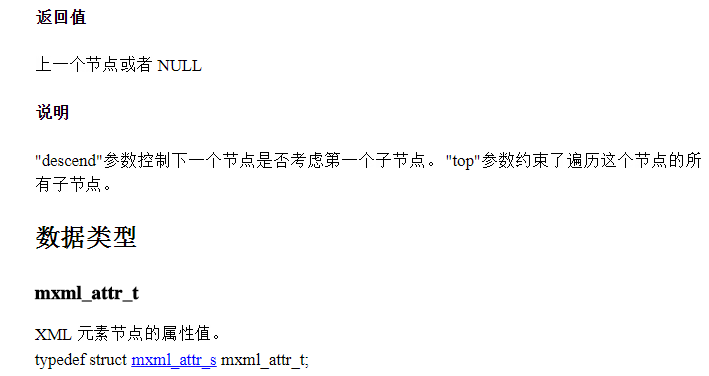 返回值
上一个节点或者 NULL
说明
"descend"参数控制下一个节点是否考虑第一个子节点。 "top"参数约束了遍历这个节点的所
有子节点。
数据类型
mxml_attr_t
XML 元素节点的属性值。
typedef struct mxml_attr_s mxml_attr_t;